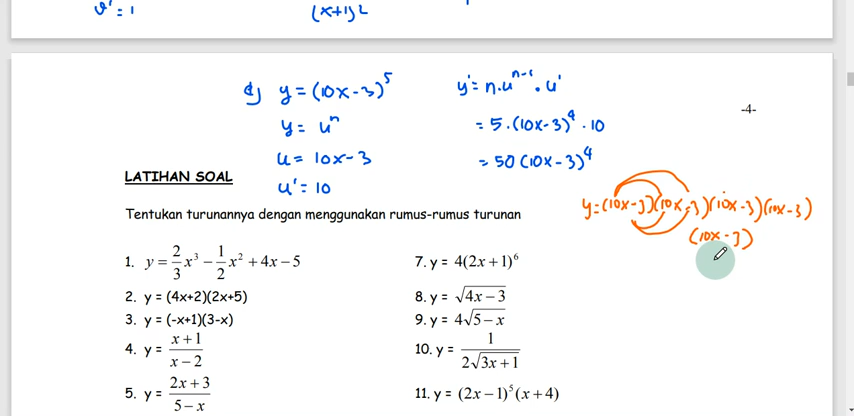 v' = 1
(x+1)²
d) y = (10x-3)⁵
y = uⁿ
u = 10x-3
u' = 10
y' = n.uⁿ⁻¹ . u'
= 5.(10x-3)⁴ . 10
= 50(10x-3)⁴
-4-
LATIHAN SOAL
y=(10x-3)(10x-3)(10x-3)(10x-3)
(10x-3)
Tentukan turunannya dengan menggunakan rumus-rumus turunan
1. y = 2/3 x³ - 1/2 x² + 4x - 5
2. y = (4x+2)(2x+5)
3. y = (-x+1)(3-x)
4. y = x+1 / x-2
5. y = 2x+3 / 5-x
7. y = 4(2x+1)⁶
8. y = √4x-3
9. y = 4√5-x
10. y = 1 / 2√3x+1
11. y = (2x-1)⁵(x+4)